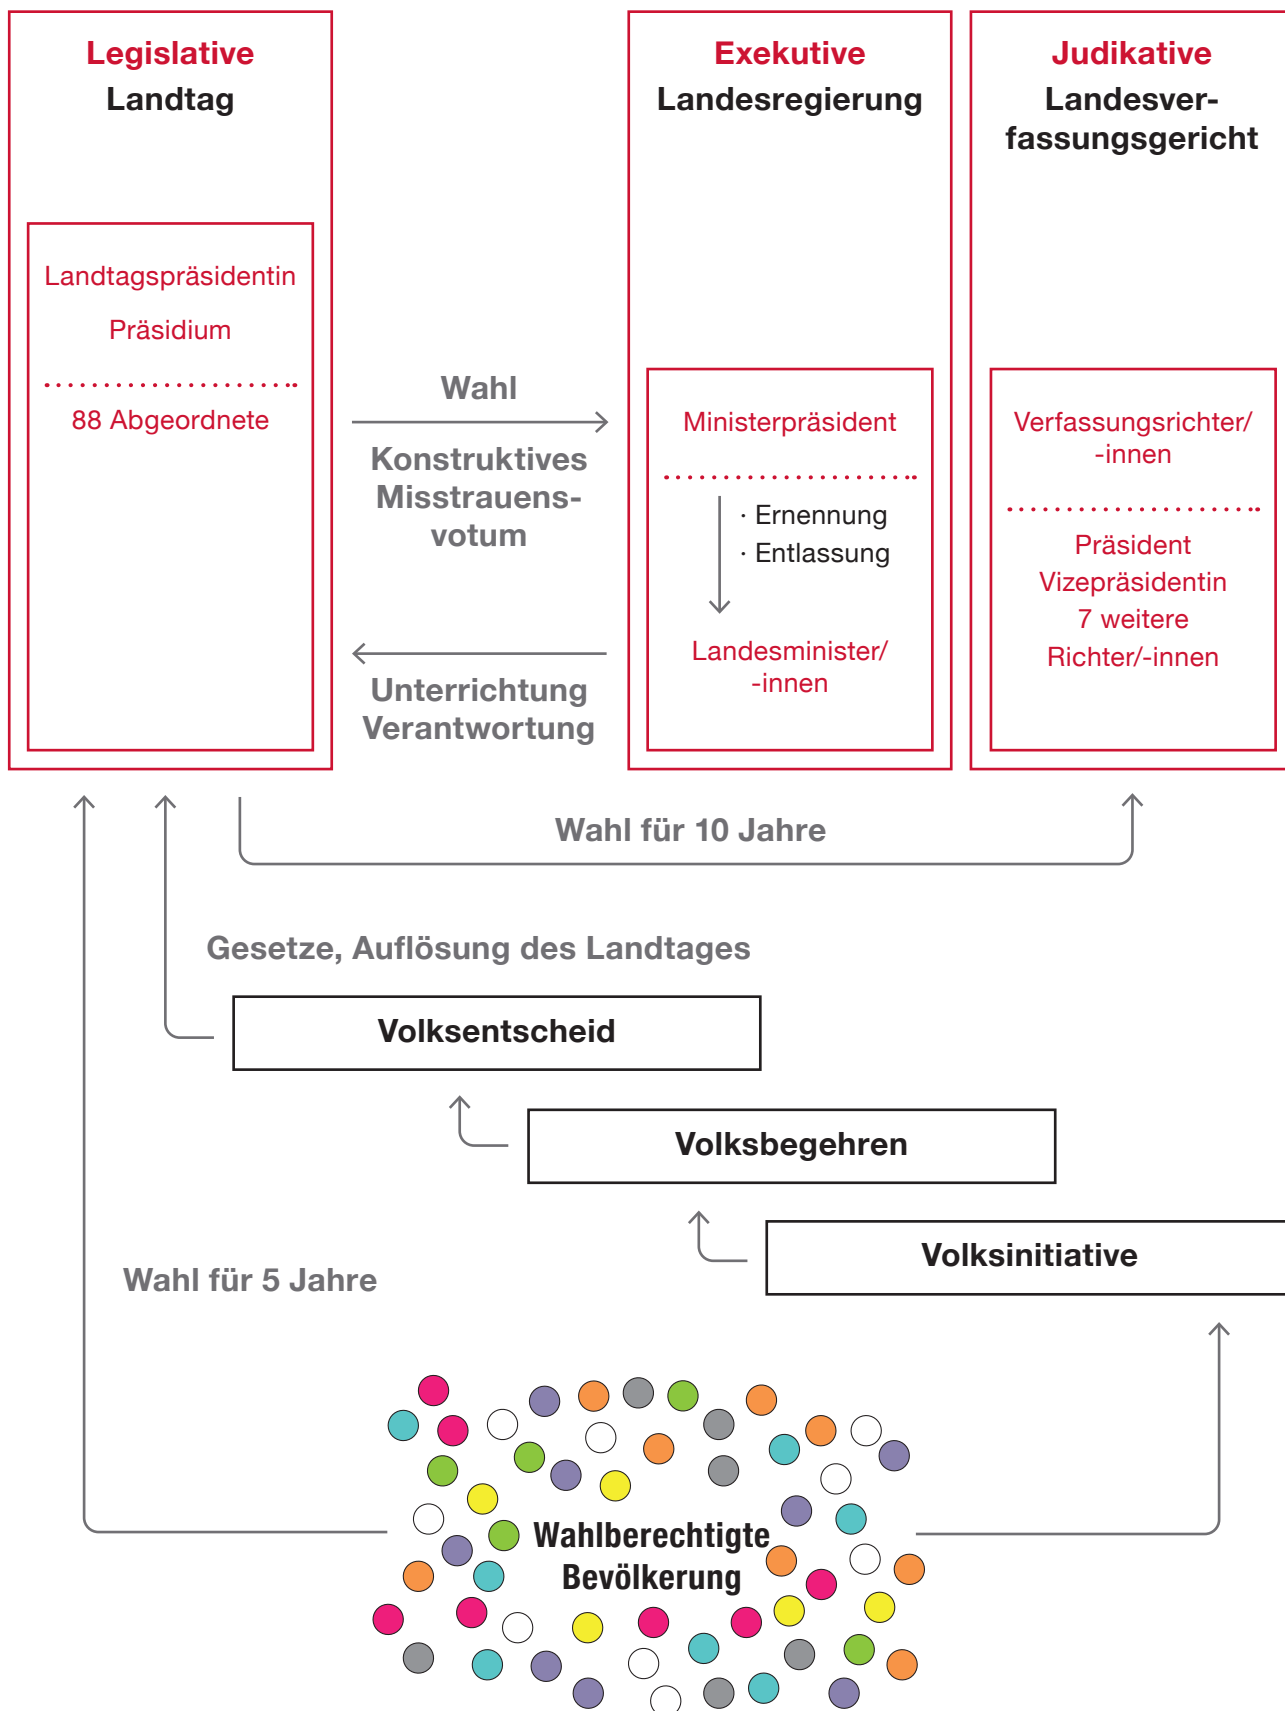 Legislative
Landtag
Landtagspräsidentin
Präsidium
88 Abgeordnete
Wahl
Konstruktives
Misstrauens-
votum
Unterrichtung
Verantwortung
Exekutive
Landesregierung
Ministerpräsident
· Ernennung
· Entlassung
Landesminister/
-innen
Judikative
Landesver-
fassungsgericht
Verfassungsrichter/
-innen
Präsident
Vizepräsidentin
7 weitere
Richter/-innen
Wahl für 10 Jahre
Gesetze, Auflösung des Landtages
Volksentscheid
Volksbegehren
Volksinitiative
Wahl für 5 Jahre
Wahlberechtigte
Bevölkerung